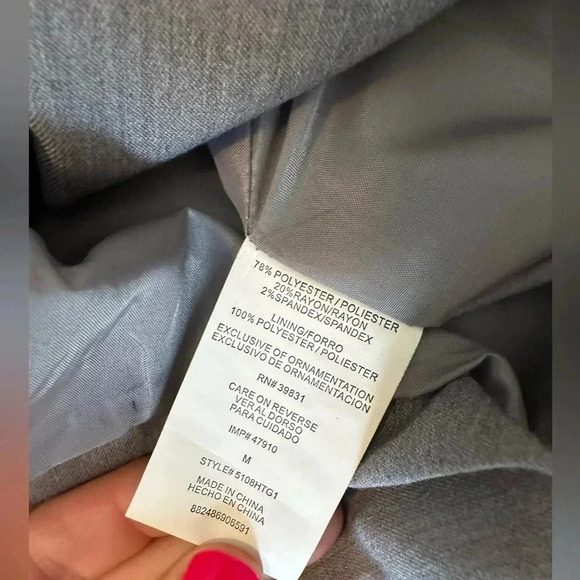 78% POLYESTER / POLIESTER
20%RAYON/RAYON
2%SPANDEX/SPANDEX
LINING/FORRO
100% POLYESTER / POLIESTER
EXCLUSIVE OF ORNAMENTATION
EXCLUSIVO DE ORNAMENTACION
RN# 39831
CARE ON REVERSE
VER AL DORSO
PARA CUIDADO
IMP# 47910
M
STYLE# 5108HTG1
MADE IN CHINA
HECHO EN CHINA
882486906591